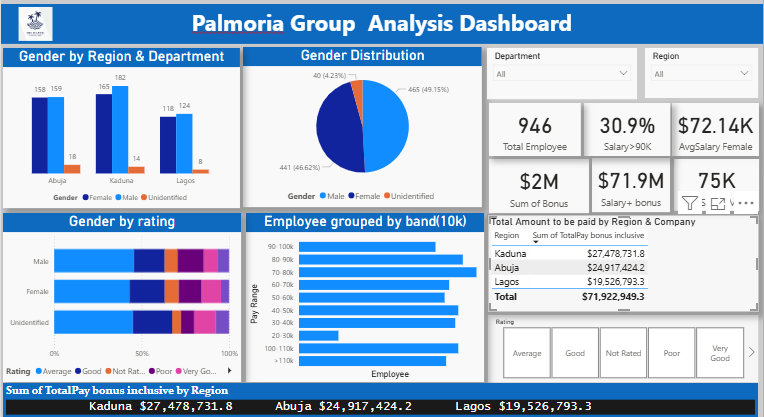 Palmoria Group Analysis Dashboard
Gender by Region & Department
158 159 18
165 182 14
118 124 8
Abuja Kaduna Lagos
Gender Female Male Unidentified
Gender Distribution
40 (4.23%)
465 (49.15%)
441 (46.62%)
Gender Male Female Unidentified
Department
All
Region
All
946
Total Employee
30.9%
Salary>90K
$72.14K
AvgSalary Female
$2M
Sum of Bonus
$71.9M
Salary+ bonus
75K
Gender by rating
Male
Female
Unidentified
0% 50% 100%
Rating Average Good Not Rat... Poor Very Go...
Employee grouped by band(10k)
Pay Range
90-100k
80-90k
70-80k
60-70k
50-60k
40-50k
30-40k
20-30k
100-110k
>110k
Employee
Total Amount to be paid by Region & Company
Region Sum of TotalPay bonus inclusive
Kaduna $27,478,731.8
Abuja $24,917,424.2
Lagos $19,526,793.3
Total $71,922,949.3
Rating
Average Good Not Rated Poor Very Good
Sum of TotalPay bonus inclusive by Region
Kaduna $27,478,731.8 Abuja $24,917,424.2 Lagos $19,526,793.3